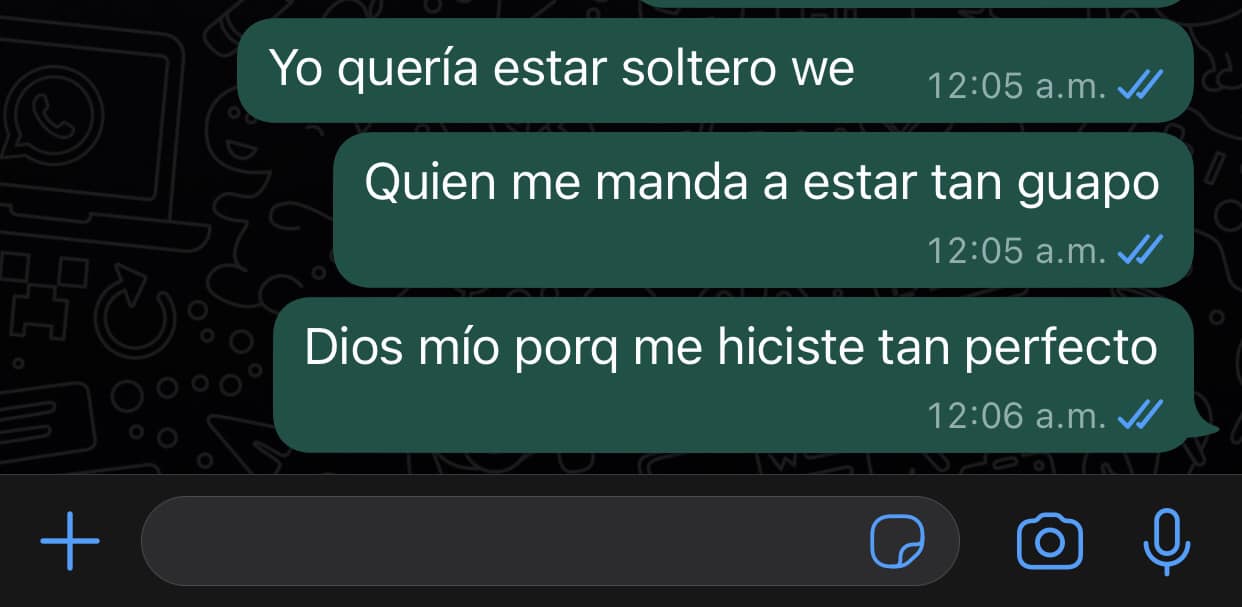 Yo quería estar soltero we
12:05 a.m.
Quien me manda a estar tan guapo
12:05 a.m.
Dios mío porq me hiciste tan perfecto
12:06 a.m.